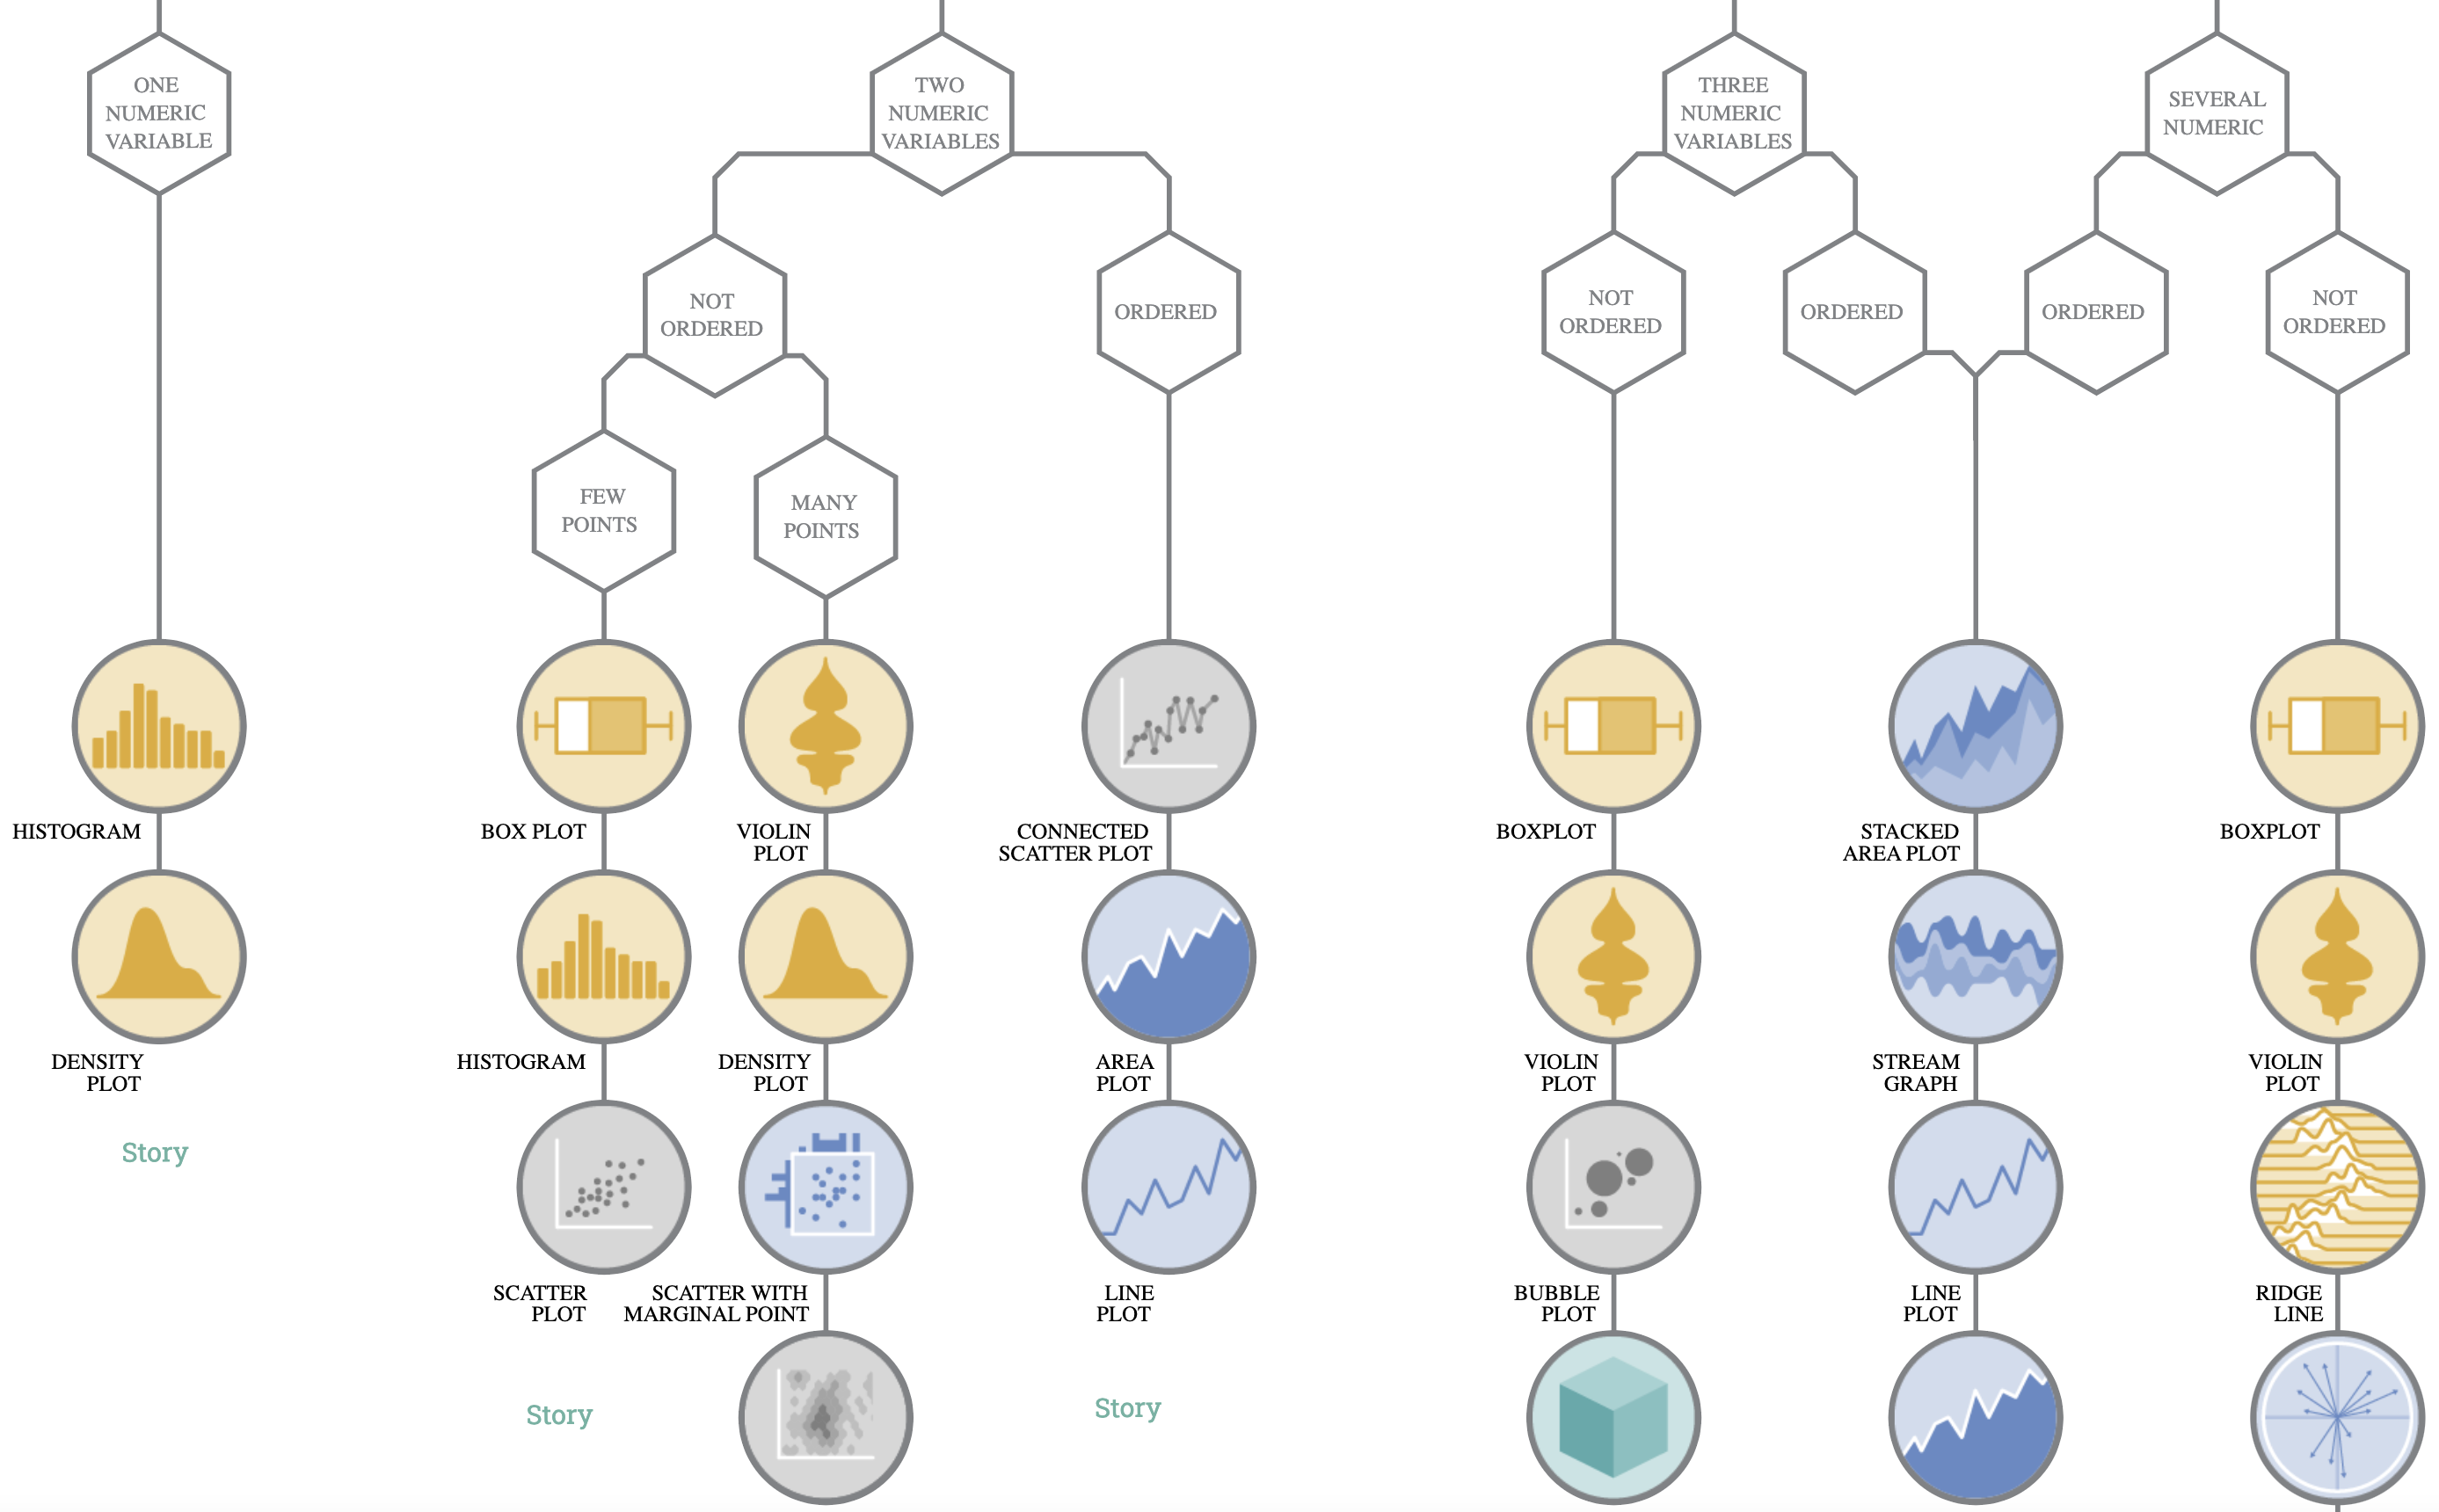 ONE
NUMERIC
VARIABLE
TWO
NUMERIC
VARIABLES
THREE
NUMERIC
VARIABLES
SEVERAL
NUMERIC
NOT
ORDERED
ORDERED
NOT
ORDERED
ORDERED
ORDERED
NOT
ORDERED
FEW
POINTS
MANY
POINTS
HISTOGRAM
BOX PLOT
VIOLIN
PLOT
CONNECTED
SCATTER PLOT
BOXPLOT
STACKED
AREA PLOT
BOXPLOT
DENSITY
PLOT
HISTOGRAM
DENSITY
PLOT
AREA
PLOT
VIOLIN
PLOT
STREAM
GRAPH
VIOLIN
PLOT
Story
SCATTER
PLOT
SCATTER WITH
MARGINAL POINT
LINE
PLOT
BUBBLE
PLOT
LINE
PLOT
RIDGE
LINE
Story
Story